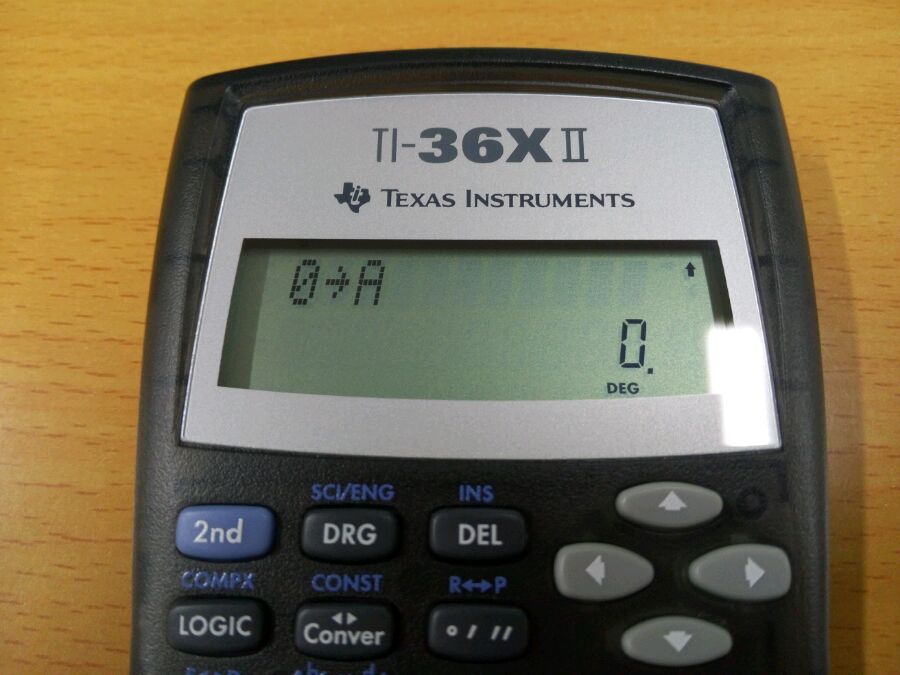 TI-36X II
TEXAS INSTRUMENTS
0→A
0.
DEG
SCI/ENG INS
2nd DRG DEL
COMPX CONST R↔P
LOGIC Conver ° ' "